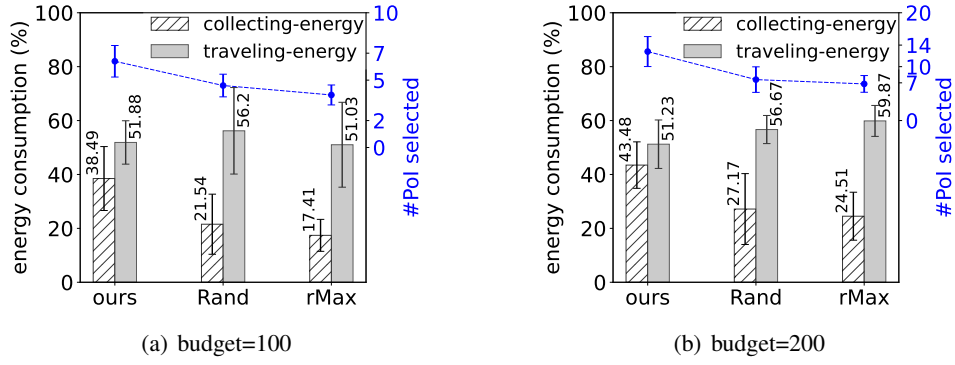 energy consumption (%)
100
80
60
40
20
0
collecting-energy
traveling-energy
38.49
51.88
21.54
56.2
17.41
51.03
ours Rand rMax
10
7
5
2
0
#PoI selected
(a) budget=100
energy consumption (%)
100
80
60
40
20
0
collecting-energy
traveling-energy
43.48
51.23
27.17
56.67
24.51
59.87
ours Rand rMax
20
14
10
7
0
#PoI selected
(b) budget=200